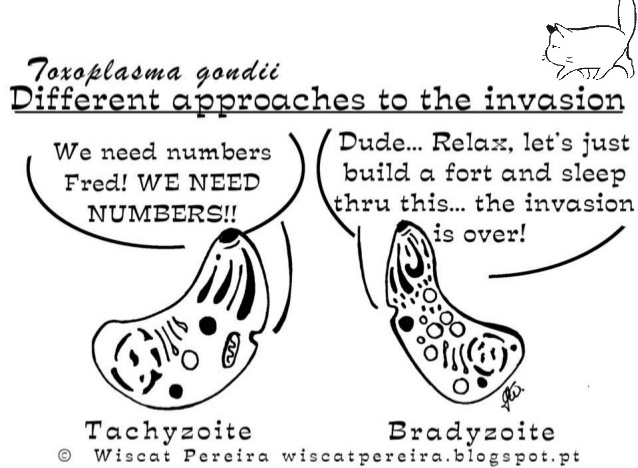 Toxoplasma gondii
Different approaches to the invasion
We need numbers
Fred! WE NEED
NUMBERS!!
Dude... Relax, let's just
build a fort and sleep
thru this... the invasion
is over!
Tachyzoite
Bradyzoite
© Wiscat Pereira wiscatpereira.blogspot.pt